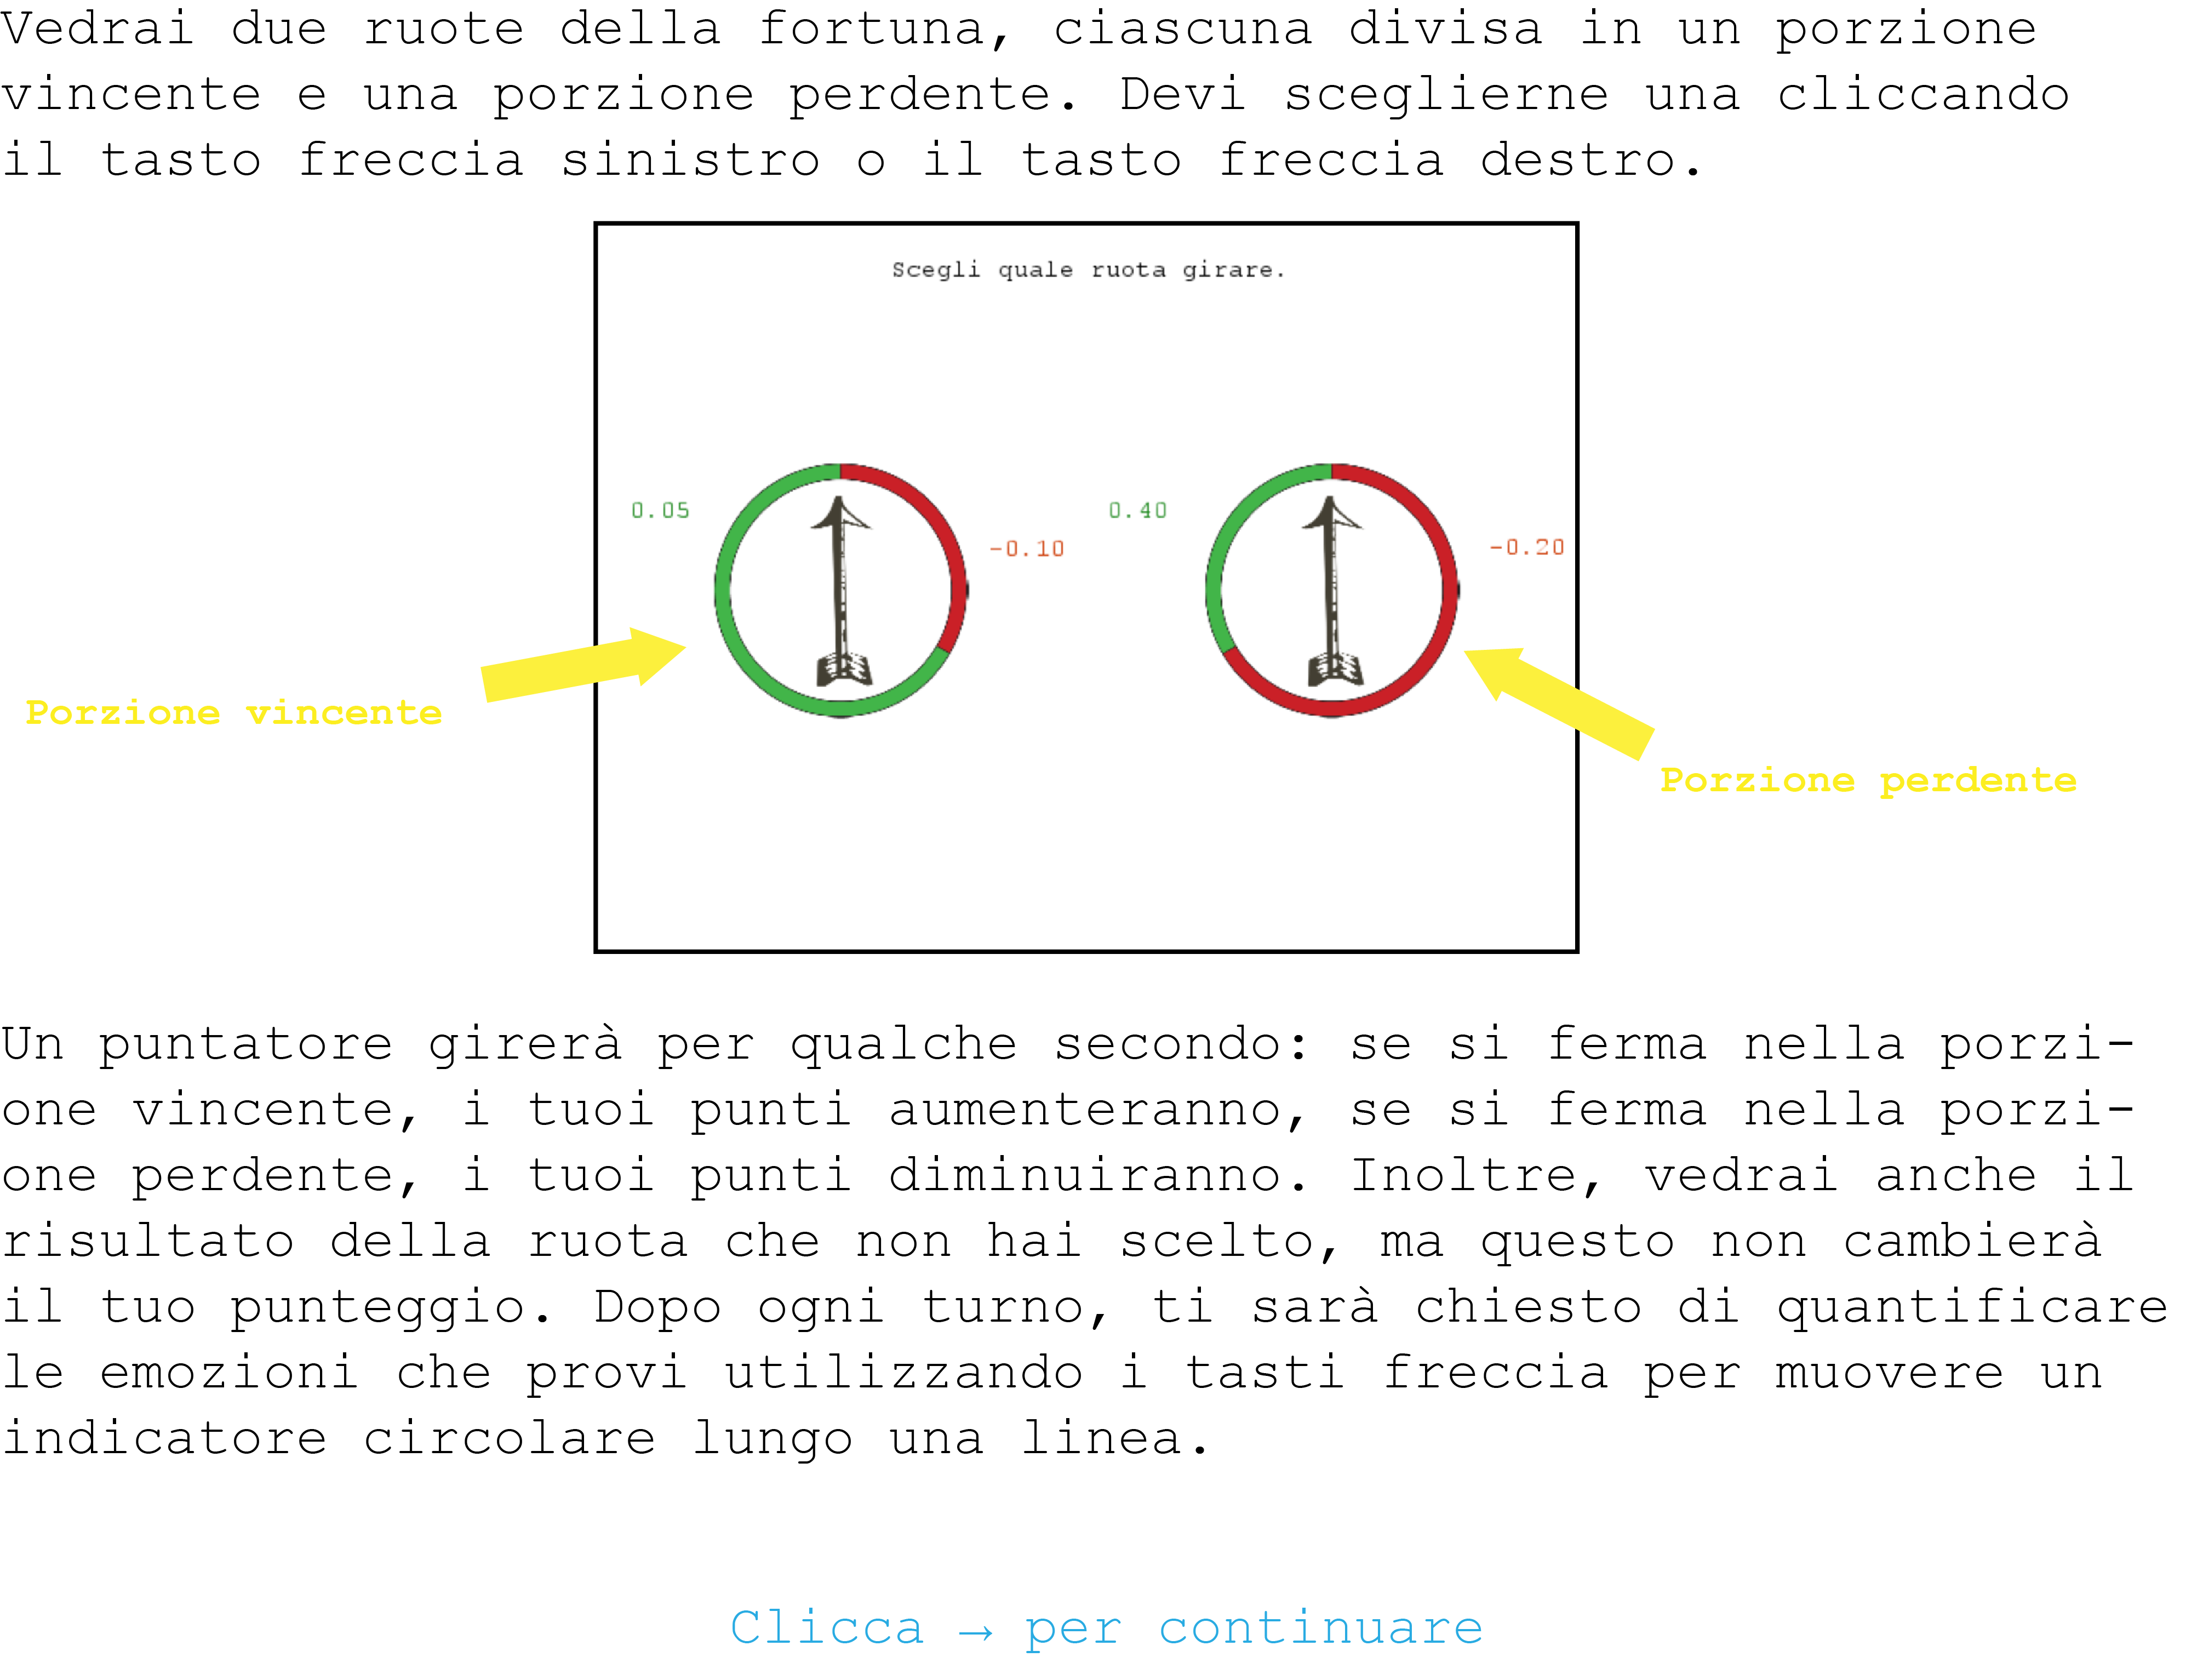 Vedrai due ruote della fortuna, ciascuna divisa in un porzione
vincente e una porzione perdente. Devi sceglierne una cliccando
il tasto freccia sinistro o il tasto freccia destro.
Scegli quale ruota girare.
0.05
-0.10
0.40
-0.20
Porzione vincente
Porzione perdente
Un puntatore girerà per qualche secondo: se si ferma nella porzi-
one vincente, i tuoi punti aumenteranno, se si ferma nella porzi-
one perdente, i tuoi punti diminuiranno. Inoltre, vedrai anche il
risultato della ruota che non hai scelto, ma questo non cambierà
il tuo punteggio. Dopo ogni turno, ti sarà chiesto di quantificare
le emozioni che provi utilizzando i tasti freccia per muovere un
indicatore circolare lungo una linea.
Clicca → per continuare